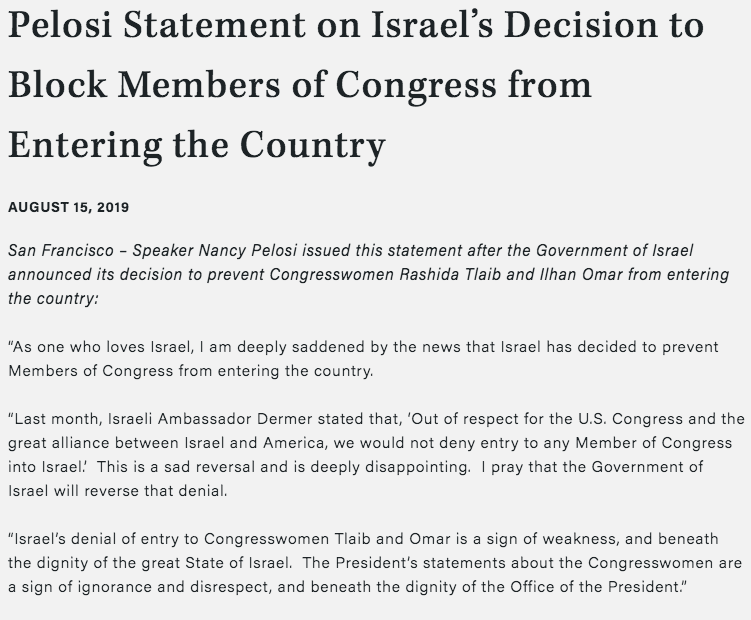 Pelosi Statement on Israel’s Decision to
Block Members of Congress from
Entering the Country
AUGUST 15, 2019
San Francisco – Speaker Nancy Pelosi issued this statement after the Government of Israel
announced its decision to prevent Congresswomen Rashida Tlaib and Ilhan Omar from entering
the country:
“As one who loves Israel, I am deeply saddened by the news that Israel has decided to prevent
Members of Congress from entering the country.
“Last month, Israeli Ambassador Dermer stated that, ‘Out of respect for the U.S. Congress and the
great alliance between Israel and America, we would not deny entry to any Member of Congress
into Israel.’  This is a sad reversal and is deeply disappointing.  I pray that the Government of
Israel will reverse that denial.
“Israel’s denial of entry to Congresswomen Tlaib and Omar is a sign of weakness, and beneath
the dignity of the great State of Israel.  The President’s statements about the Congresswomen are
a sign of ignorance and disrespect, and beneath the dignity of the Office of the President.”